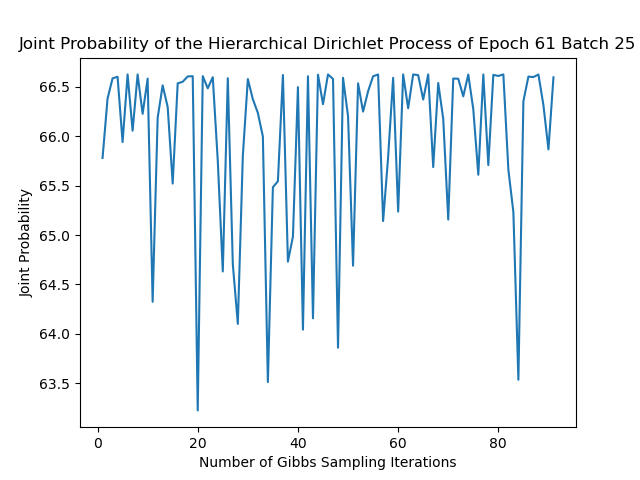 Joint Probability of the Hierarchical Dirichlet Process of Epoch 61 Batch 25
66.5
66.0
65.5
65.0
64.5
64.0
63.5
Joint Probability
0 20 40 60 80
Number of Gibbs Sampling Iterations